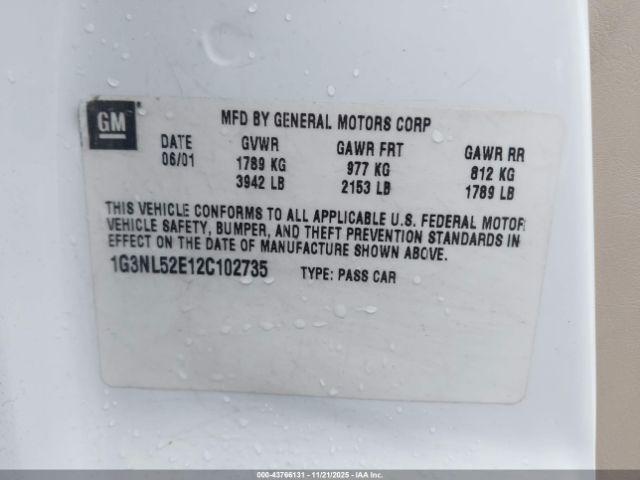 GM
MFD BY GENERAL MOTORS CORP
DATE GVWR GAWR FRT GAWR RR
06/01 1789 KG 977 KG 812 KG
3942 LB 2153 LB 1789 LB
THIS VEHICLE CONFORMS TO ALL APPLICABLE U.S. FEDERAL MOTOR
VEHICLE SAFETY, BUMPER, AND THEFT PREVENTION STANDARDS IN
EFFECT ON THE DATE OF MANUFACTURE SHOWN ABOVE.
1G3NL52E12C102735 TYPE: PASS CAR
000-43766131 - 11/21/2025 - IAAI.COM